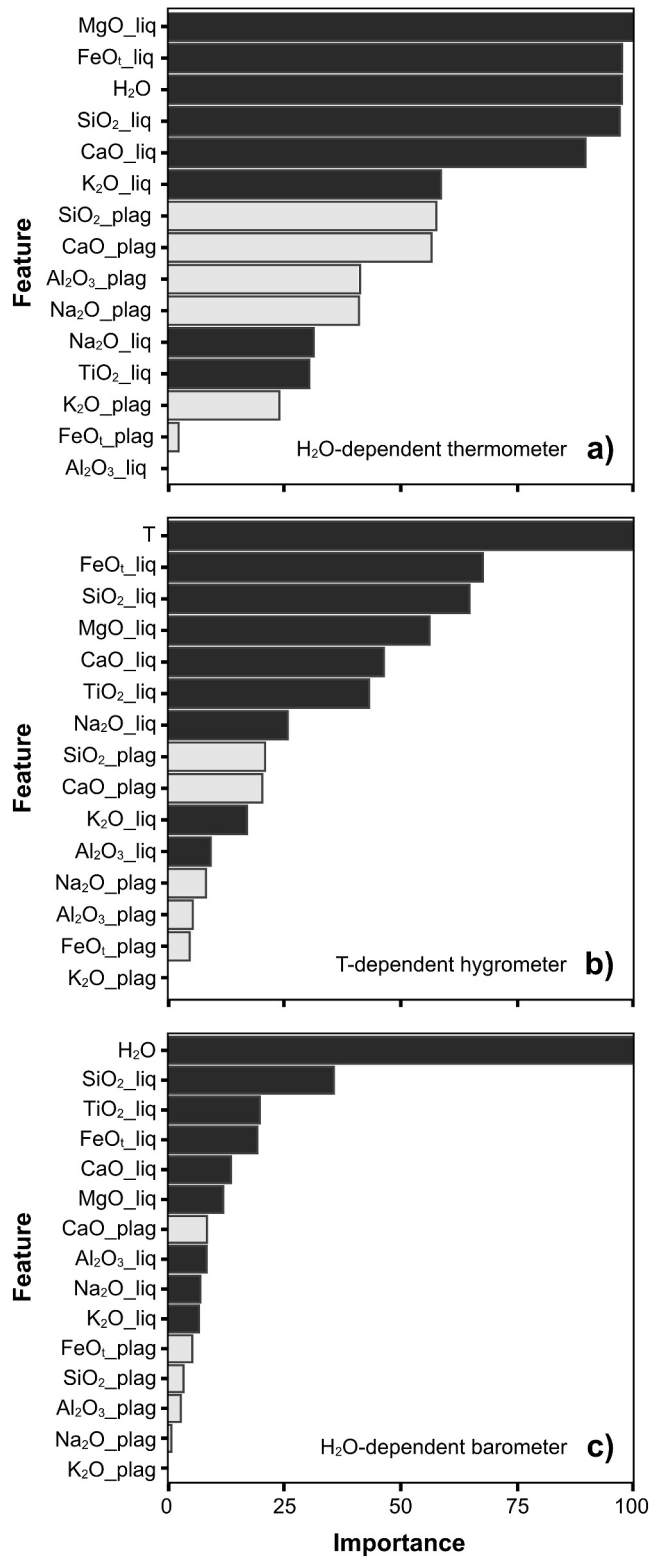 MgO_liq
FeOₜ_liq
H₂O
SiO₂_liq
CaO_liq
K₂O_liq
SiO₂_plag
CaO_plag
Al₂O₃_plag
Na₂O_plag
Na₂O_liq
TiO₂_liq
K₂O_plag
FeOₜ_plag
Al₂O₃_liq
Feature
H₂O-dependent thermometer a)
T
FeOₜ_liq
SiO₂_liq
MgO_liq
CaO_liq
TiO₂_liq
Na₂O_liq
SiO₂_plag
CaO_plag
K₂O_liq
Al₂O₃_liq
Na₂O_plag
Al₂O₃_plag
FeOₜ_plag
K₂O_plag
Feature
T-dependent hygrometer b)
H₂O
SiO₂_liq
TiO₂_liq
FeOₜ_liq
CaO_liq
MgO_liq
CaO_plag
Al₂O₃_liq
Na₂O_liq
K₂O_liq
FeOₜ_plag
SiO₂_plag
Al₂O₃_plag
Na₂O_plag
K₂O_plag
Feature
H₂O-dependent barometer c)
0 25 50 75 100
Importance